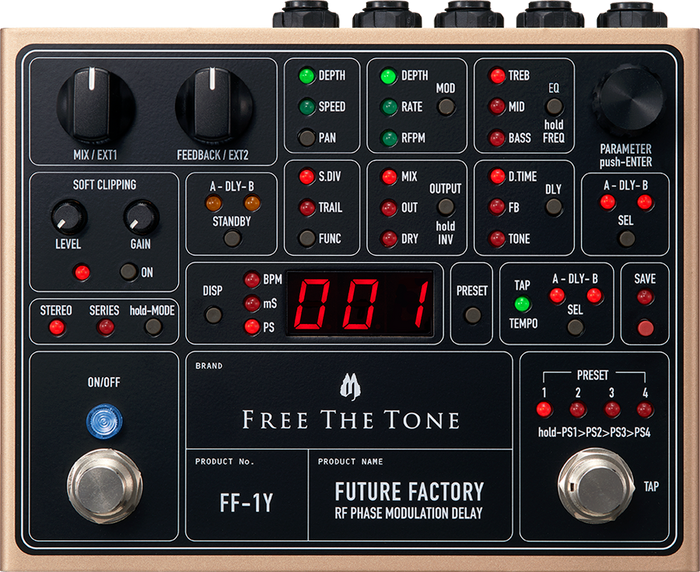 DEPTH
SPEED
PAN
DEPTH
RATE
RFPM
MOD
TREB
MID
BASS
EQ
hold
FREQ
MIX / EXT1
FEEDBACK / EXT2
PARAMETER
push-ENTER
SOFT CLIPPING
LEVEL
GAIN
ON
A - DLY- B
STANDBY
S.DIV
TRAIL
FUNC
MIX
OUT
DRY
OUTPUT
hold
INV
D.TIME
FB
TONE
DLY
A - DLY- B
SEL
STEREO
SERIES
hold-MODE
DISP
BPM
mS
PS
001
PRESET
TAP
TEMPO
A - DLY- B
SEL
SAVE
ON/OFF
BRAND
FREE THE TONE
PRODUCT No.
FF-1Y
PRODUCT NAME
FUTURE FACTORY
RF PHASE MODULATION DELAY
PRESET
1 2 3 4
hold-PS1>PS2>PS3>PS4
TAP